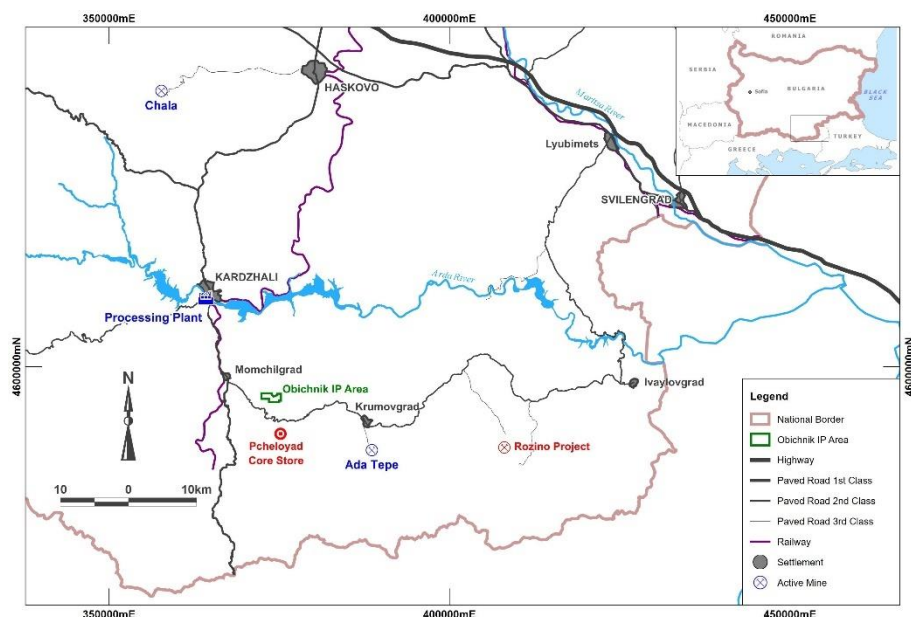 350000mE
400000mE
450000mE
ROMANIA
SERBIA
BULGARIA
Sofia
BLACK
SEA
MACEDONIA
TURKEY
GREECE
HASKOVO
Chala
Maritsa River
Lyubimets
SVILENGRAD
KARDZHALI
Arda River
Processing Plant
4600000mN
4600000mN
Momchilgrad
Obichnik IP Area
Ivaylovgrad
N
Krumovgrad
Pcheloyad
Core Store
Ada Tepe
Rozino Project
10
0
10km
Legend
National Border
Obichnik IP Area
Highway
Paved Road 1st Class
Paved Road 2nd Class
Paved Road 3rd Class
Railway
Settlement
Active Mine
350000mE
400000mE
450000mE